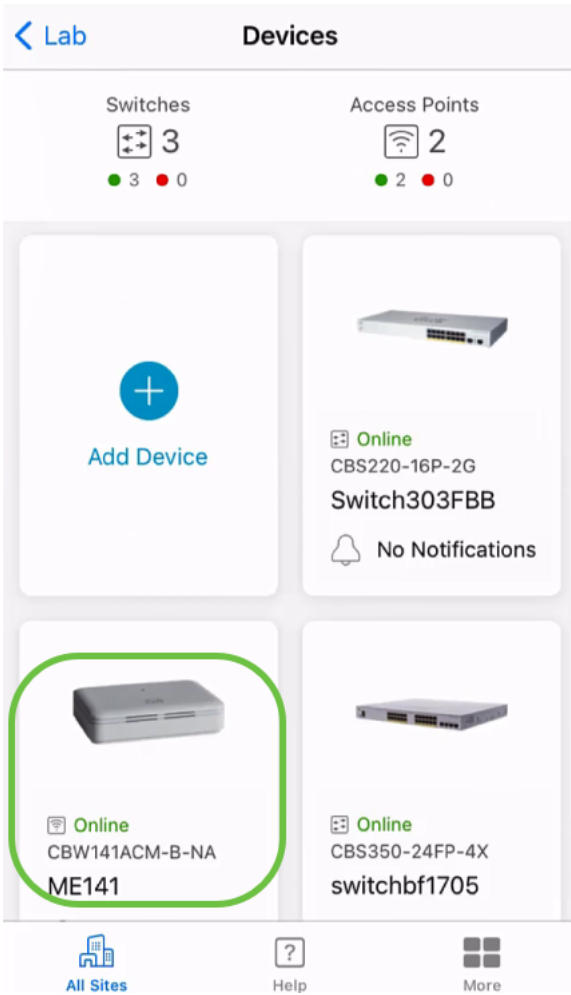 Lab
Devices
Switches
3
3 0
Access Points
2
2 0
Add Device
Online
CBS220-16P-2G
Switch303FBB
No Notifications
Online
CBW141ACM-B-NA
ME141
Online
CBS350-24FP-4X
switchbf1705
All Sites
?
Help
More